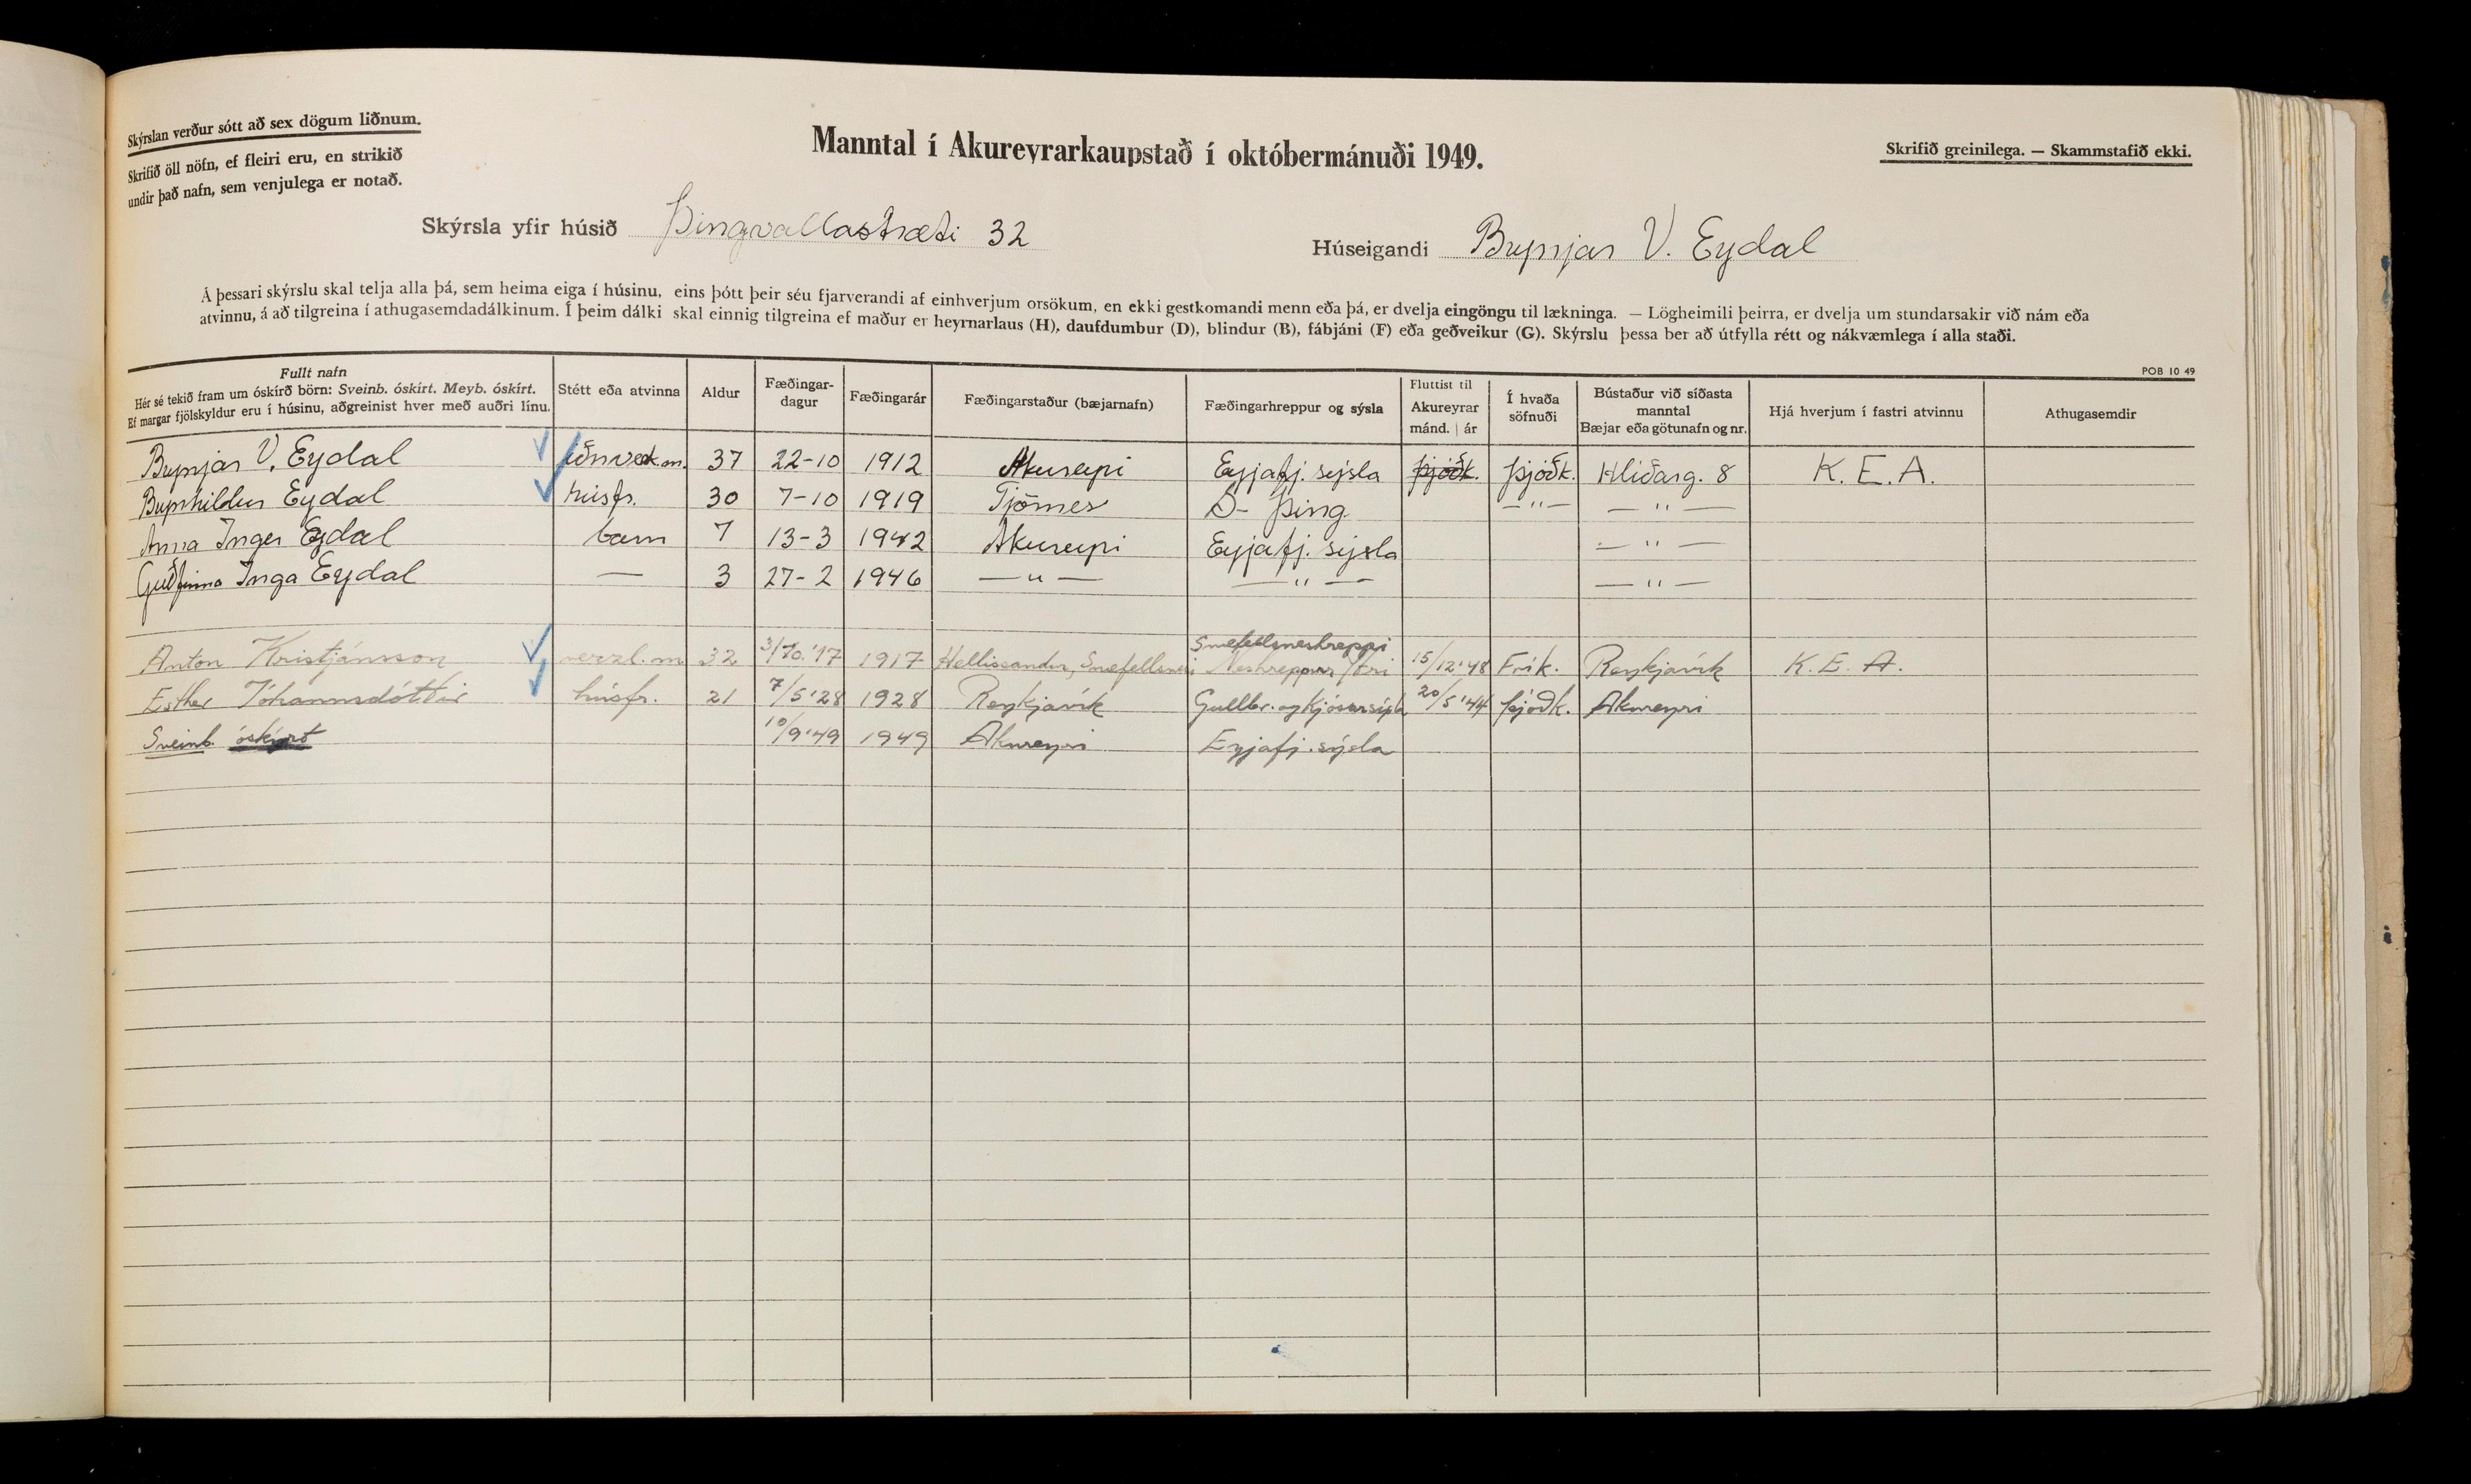 Skýrslan verður sótt að sex dögum liðnum.
Skrifið öll nöfn, ef fleiri eru, en strikið
undir það nafn, sem venjulega er notað.
Manntal í Akureyrarkaupstað í októbermánuði 1949.
Skrifið greinilega. — Skammstafið ekki.
Skýrsla yfir húsið Þingvallastræti 32
Húseigandi Brynjar V. Eydal
Á þessari skýrslu skal telja alla þá, sem heima eiga í húsinu, eins þótt þeir séu fjarverandi af einhverjum orsökum, en ekki gestkomandi menn eða þá, er dvelja eingöngu til lækninga. — Lögheimili þeirra, er dvelja um stundarsakir við nám eða
atvinnu, á að tilgreina í athugasemdadálkinum. Í þeim dálki skal einnig tilgreina ef maður er heyrnarlaus (H), daufdumbur (D), blindur (B), fábjáni (F) eða geðveikur (G). Skýrslu þessa ber að útfylla rétt og nákvæmlega í alla staði.
POB 10 49
Fullt nafn
Hér sé tekið fram um óskírð börn: Sveinb. óskírt. Meyb. óskírt.
Ef margar fjölskyldur eru í húsinu, aðgreinist hver með auðri línu.
Stétt eða atvinna
Aldur
Fæðingar-
dagur
Fæðingarár
Fæðingarstaður (bæjarnafn)
Fæðingarhreppur og sýsla
Fluttist til
Akureyrar
mánd. | ár
Í hvaða
söfnuði
Bústaður við síðasta
manntal
Bæjar eða götunafn og nr.
Hjá hverjum í fastri atvinnu
Athugasemdir
Brynjar V. Eydal iðnverk.m. 37 22-10 1912 Akureyri Eyjafj. sýsla þjóðk. þjóðk. Hlíðarg. 8 K.E.A.
Brynhildur Eydal húsfr. 30 7-10 1919 Tjörnes S- Þing — " — — " —
Anna Inger Eydal barn 7 13-3 1942 Akureyri Eyjafj. sýsla — " —
Guðfinna Inga Eydal — 3 27-2 1946 — " — — " — — " —
Snæfellsneshreppi
Anton Kristjánsson verzl.m 32 3/10.'17 1917 Hellissandur, Snæfellsnesi Neshreppur 15/12'48 Frík. Reykjavík K.E.A.
Esther Jóhannsdóttir húsfr. 21 7/5'28 1928 Reykjavík Gullbr. og Kjósarsýsla 20/5'44 þjóðk. Akureyri
Sveinb. óskírt 10/9'49 1949 Akureyri Eyjafj. sýsla